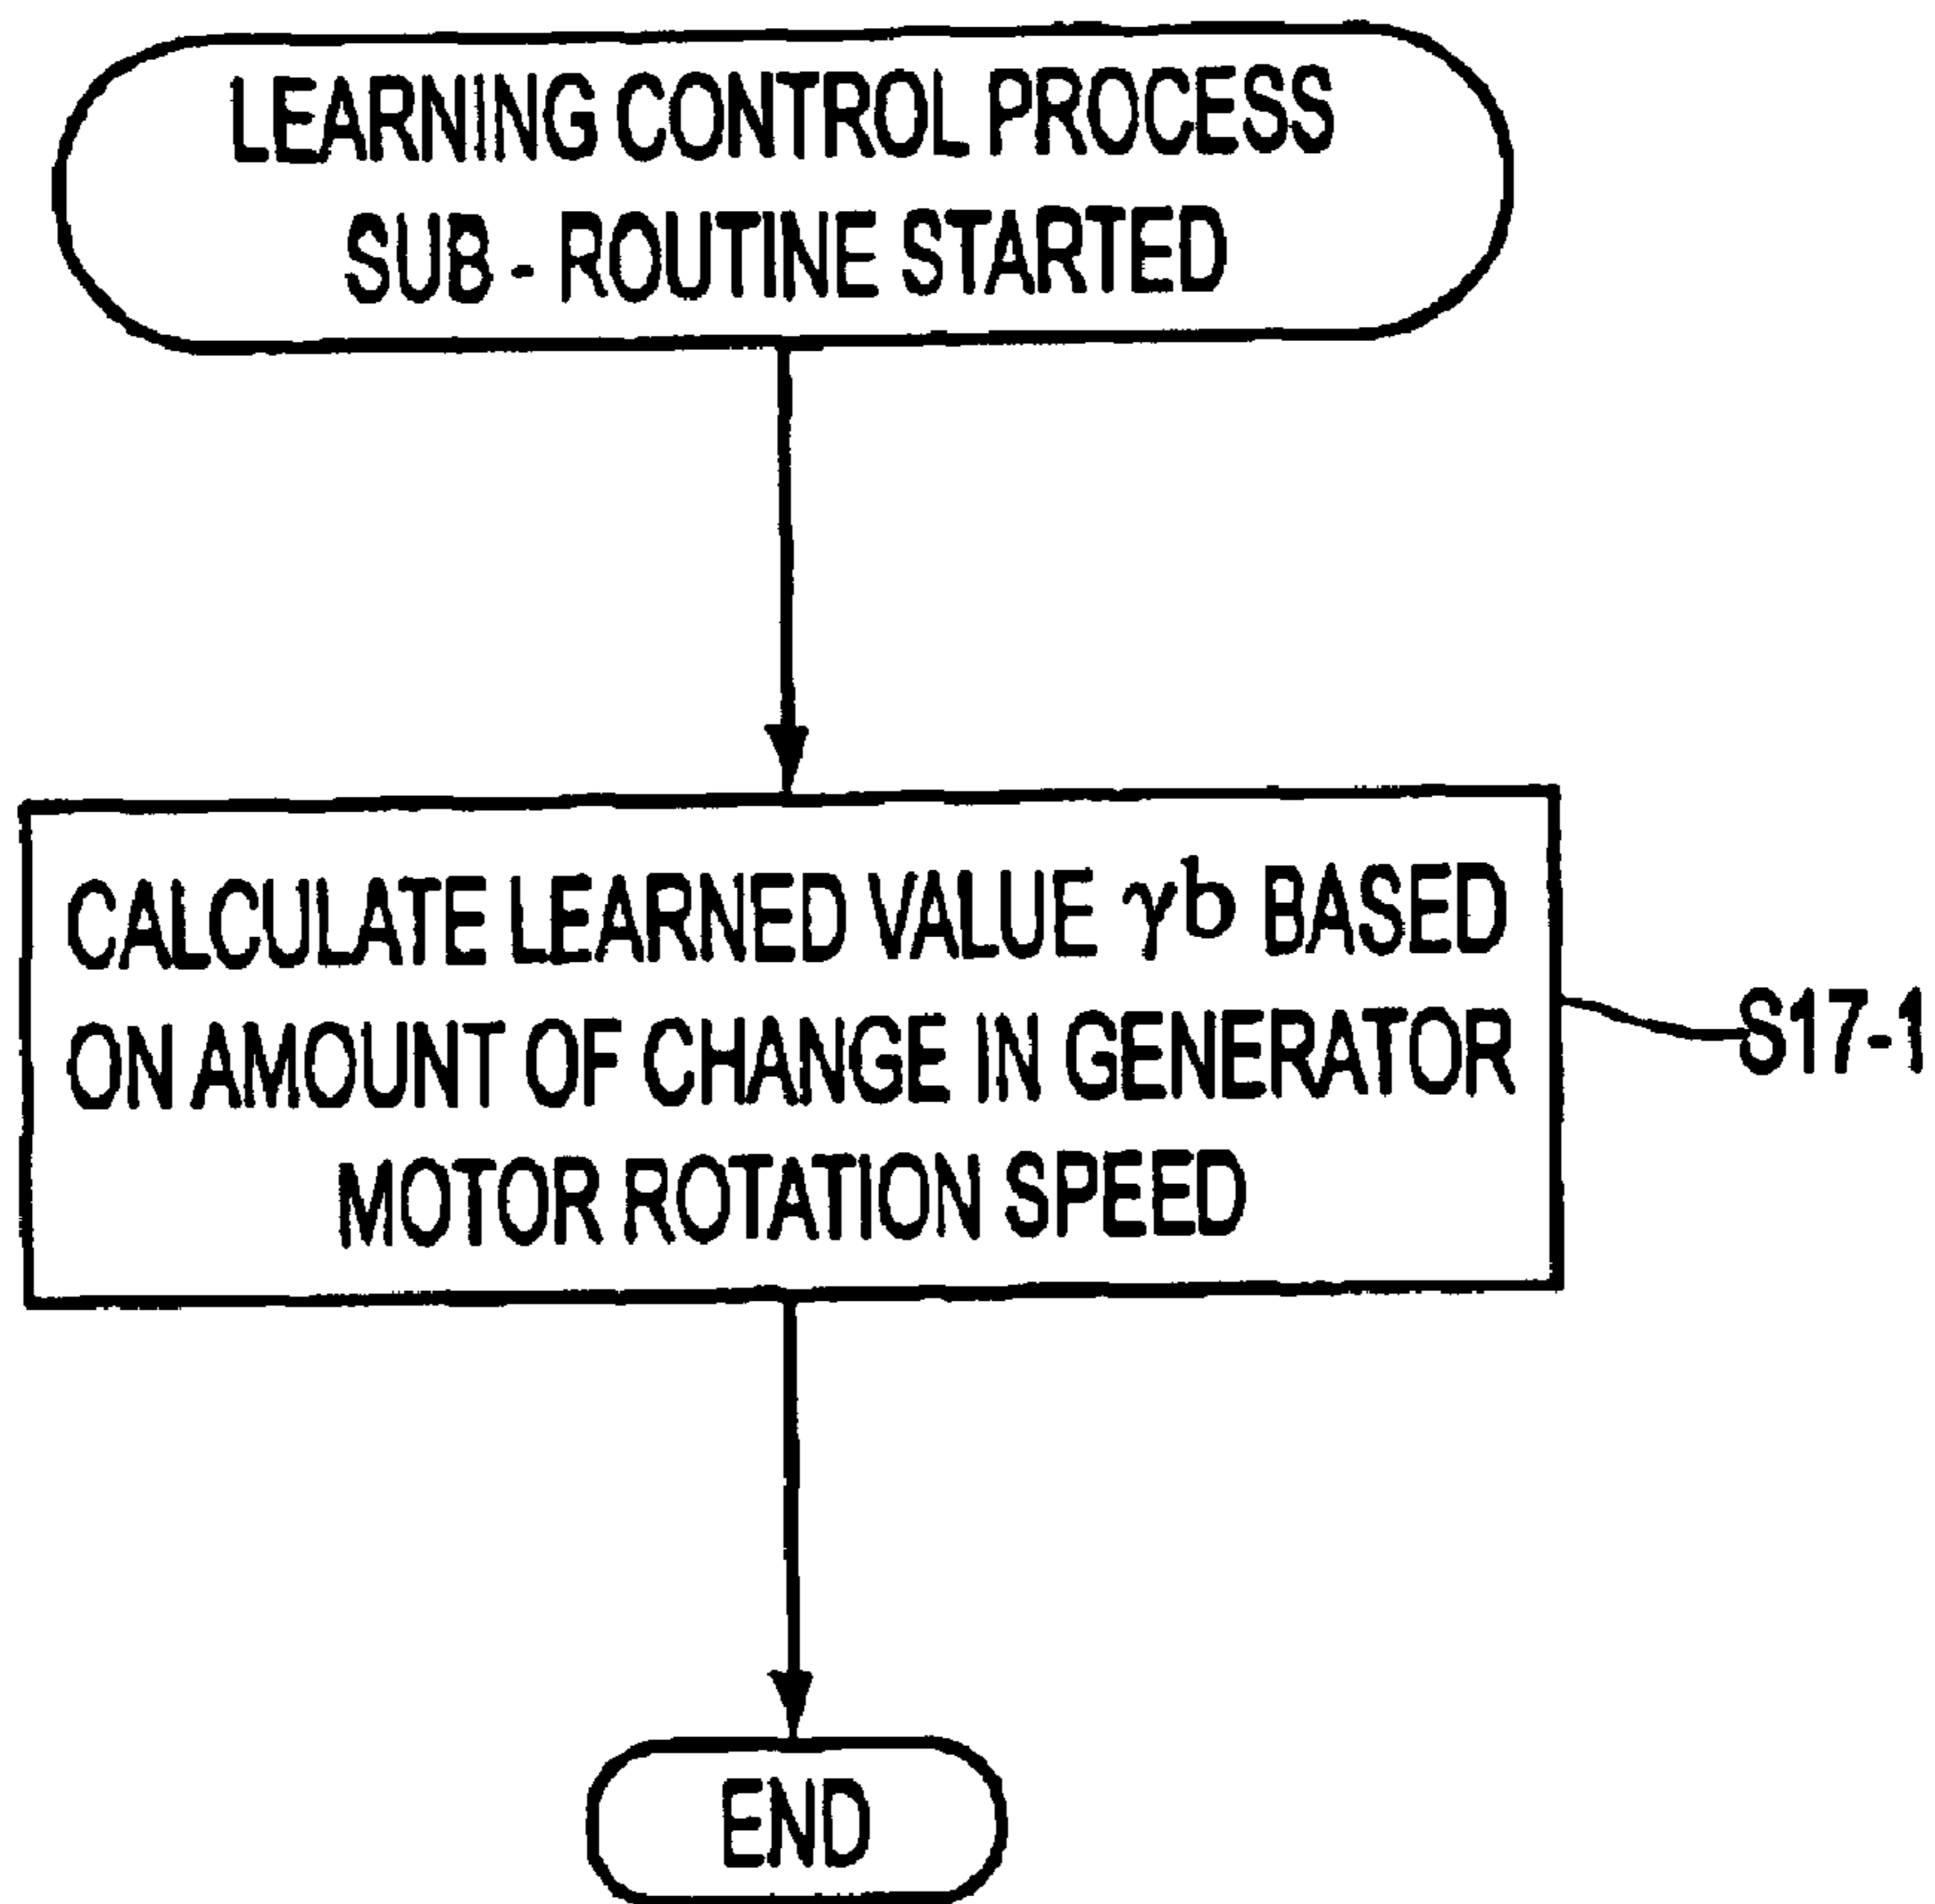 LEARNING CONTROL PROCESS
SUB - ROUTINE STARTED
CALCULATE LEARNED VALUE γb BASED
ON AMOUNT OF CHANGE IN GENERATOR
MOTOR ROTATION SPEED
S17-1
END